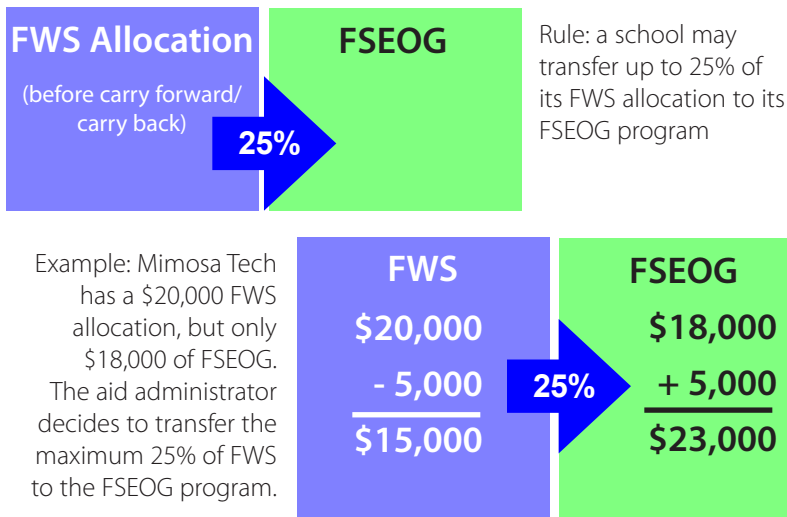 FWS Allocation
(before carry forward/
carry back)
25%
FSEOG
Rule: a school may
transfer up to 25% of
its FWS allocation to its
FSEOG program
Example: Mimosa Tech
has a $20,000 FWS
allocation, but only
$18,000 of FSEOG.
The aid administrator
decides to transfer the
maximum 25% of FWS
to the FSEOG program.
FWS
$20,000
- 5,000
$15,000
25%
FSEOG
$18,000
+ 5,000
$23,000